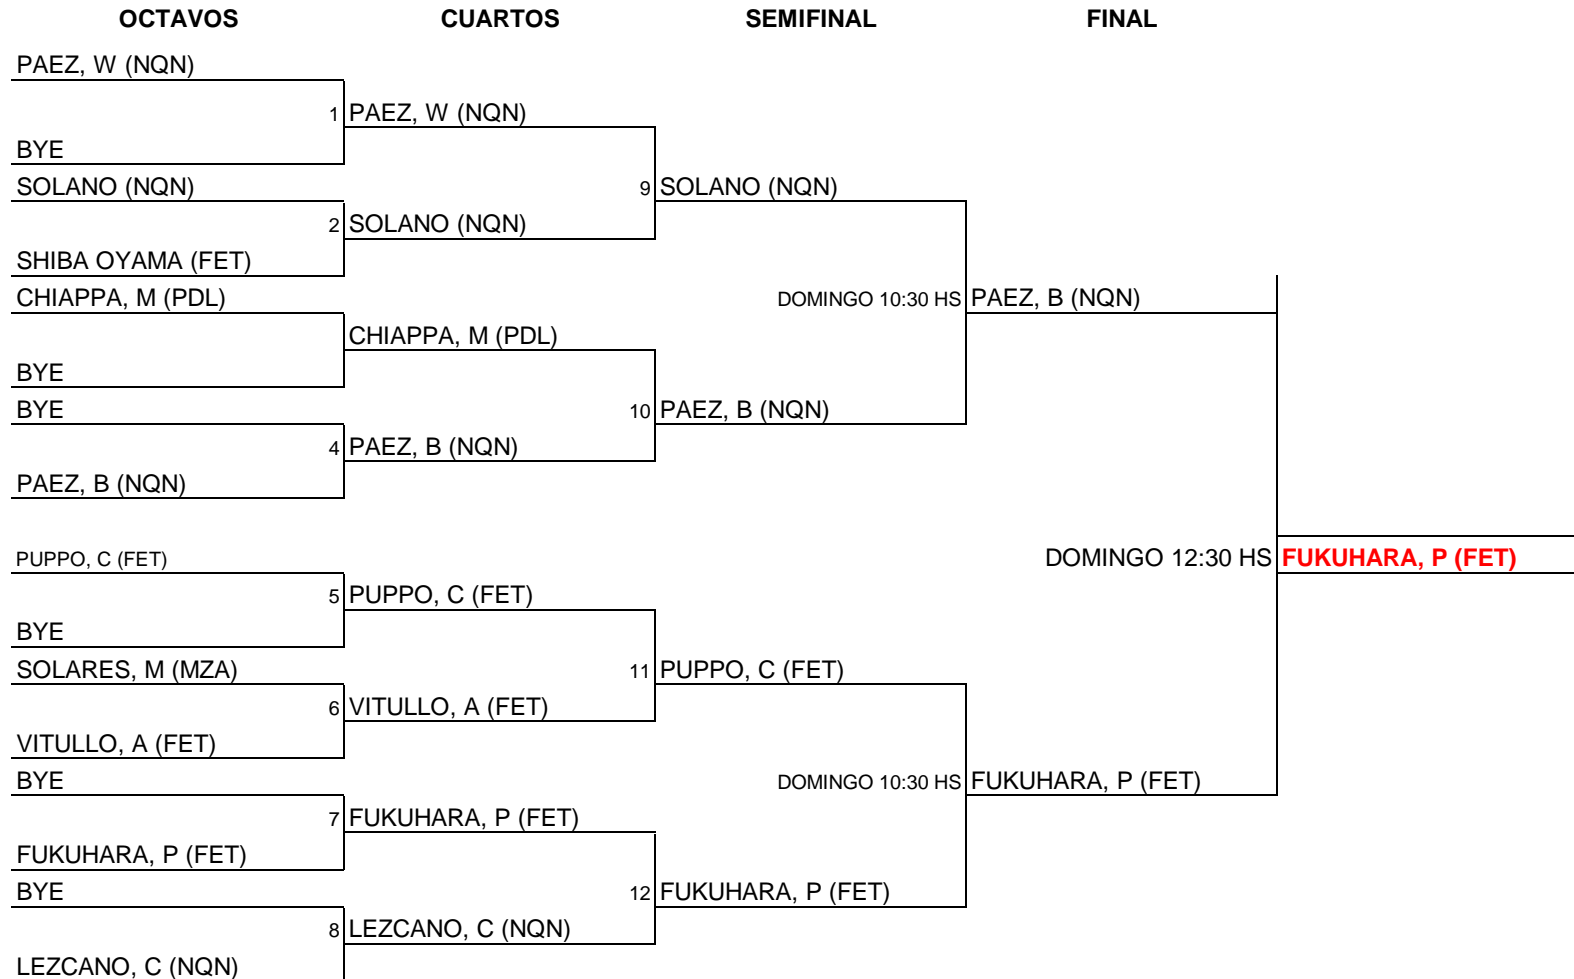 OCTAVOS CUARTOS SEMIFINAL FINAL
PAEZ, W (NQN)
1 PAEZ, W (NQN)
BYE
SOLANO (NQN) 9 SOLANO (NQN)
2 SOLANO (NQN)
SHIBA OYAMA (FET)
CHIAPPA, M (PDL) DOMINGO 10:30 HS PAEZ, B (NQN)
CHIAPPA, M (PDL)
BYE
BYE 10 PAEZ, B (NQN)
4 PAEZ, B (NQN)
PAEZ, B (NQN)
PUPPO, C (FET) DOMINGO 12:30 HS FUKUHARA, P (FET)
5 PUPPO, C (FET)
BYE
SOLARES, M (MZA) 11 PUPPO, C (FET)
6 VITULLO, A (FET)
VITULLO, A (FET)
BYE DOMINGO 10:30 HS FUKUHARA, P (FET)
7 FUKUHARA, P (FET)
FUKUHARA, P (FET)
BYE 12 FUKUHARA, P (FET)
8 LEZCANO, C (NQN)
LEZCANO, C (NQN)